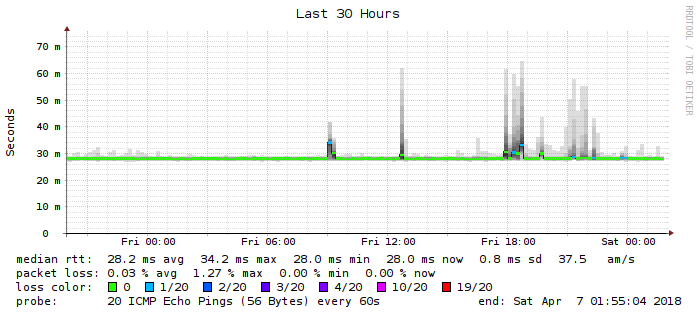 Last 30 Hours
RRDTOOL / TOBI OETIKER
Seconds
70 m
60 m
50 m
40 m
30 m
20 m
10 m
0
Fri 00:00 Fri 06:00 Fri 12:00 Fri 18:00 Sat 00:00
median rtt: 28.2 ms avg 34.2 ms max 28.0 ms min 28.0 ms now 0.8 ms sd 37.5 am/s
packet loss: 0.03 % avg 1.27 % max 0.00 % min 0.00 % now
loss color: 0 1/20 2/20 3/20 4/20 10/20 19/20
probe: 20 ICMP Echo Pings (56 Bytes) every 60s end: Sat Apr 7 01:55:04 2018